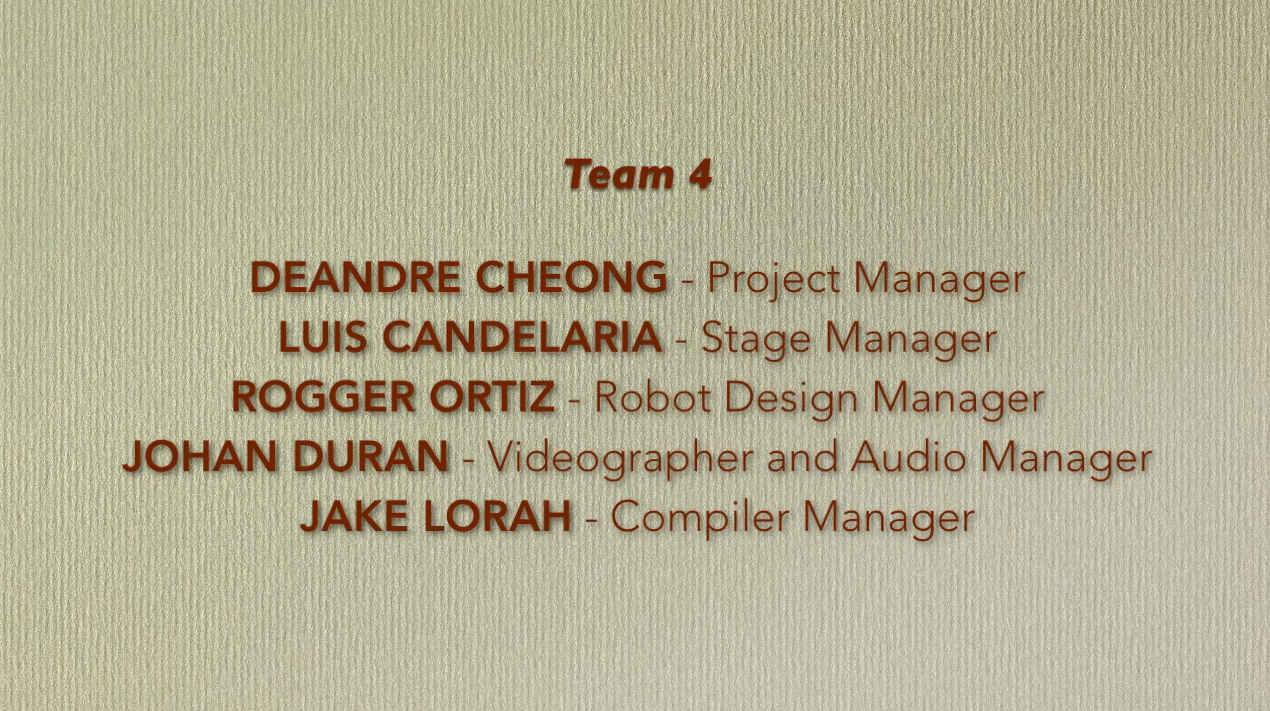 Team 4
DEANDRE CHEONG - Project Manager
LUIS CANDELARIA - Stage Manager
ROGGER ORTIZ - Robot Design Manager
JOHAN DURAN - Videographer and Audio Manager
JAKE LORAH - Compiler Manager